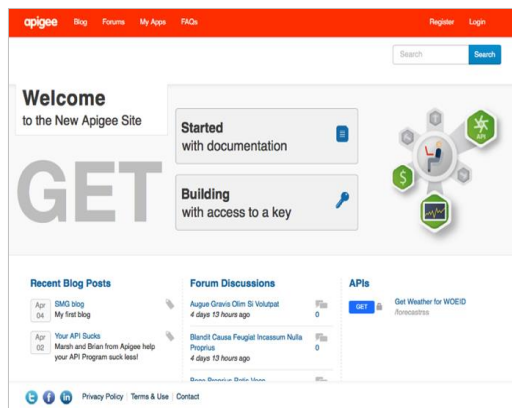 apigee Blog Forums My Apps FAQs Register Login
Search Search
Welcome
to the New Apigee Site
GET
Started
with documentation
Building
with access to a key
API
$
Recent Blog Posts
Apr 04
SMG blog
My first blog
Apr 02
Your API Sucks
Marsh and Brian from Apigee help
your API Program suck less!
Forum Discussions
Augue Gravis Olim Si Volutpat
4 days 13 hours ago
0
Blandit Causa Feugiat Incassum Nulla
Proprius
4 days 13 hours ago
0
APIs
GET
Get Weather for WOEID
/forecastrss
Privacy Policy | Terms & Use | Contact